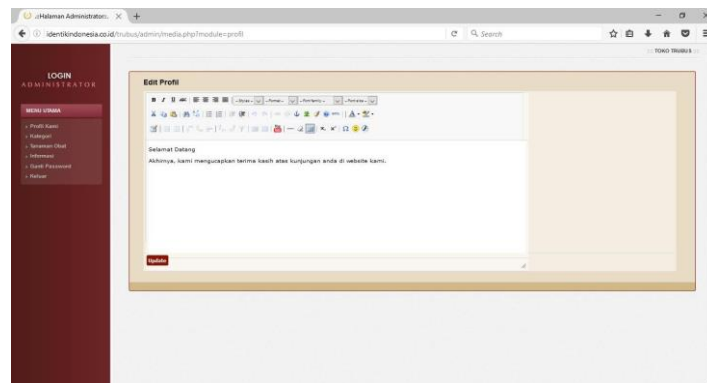 .:Halaman Administrator:.
identikindonesia.co.id/trubus/admin/media.php?module=profil
Search
::: TOKO TRUBUS :::
LOGIN
ADMINISTRATOR
MENU UTAMA
» Profil Kami
» Kategori
» Tanaman Obat
» Informasi
» Ganti Password
» Keluar
Edit Profil
Selamat Datang
Akhirnya, kami mengucapkan terima kasih atas kunjungan anda di website kami.
Update